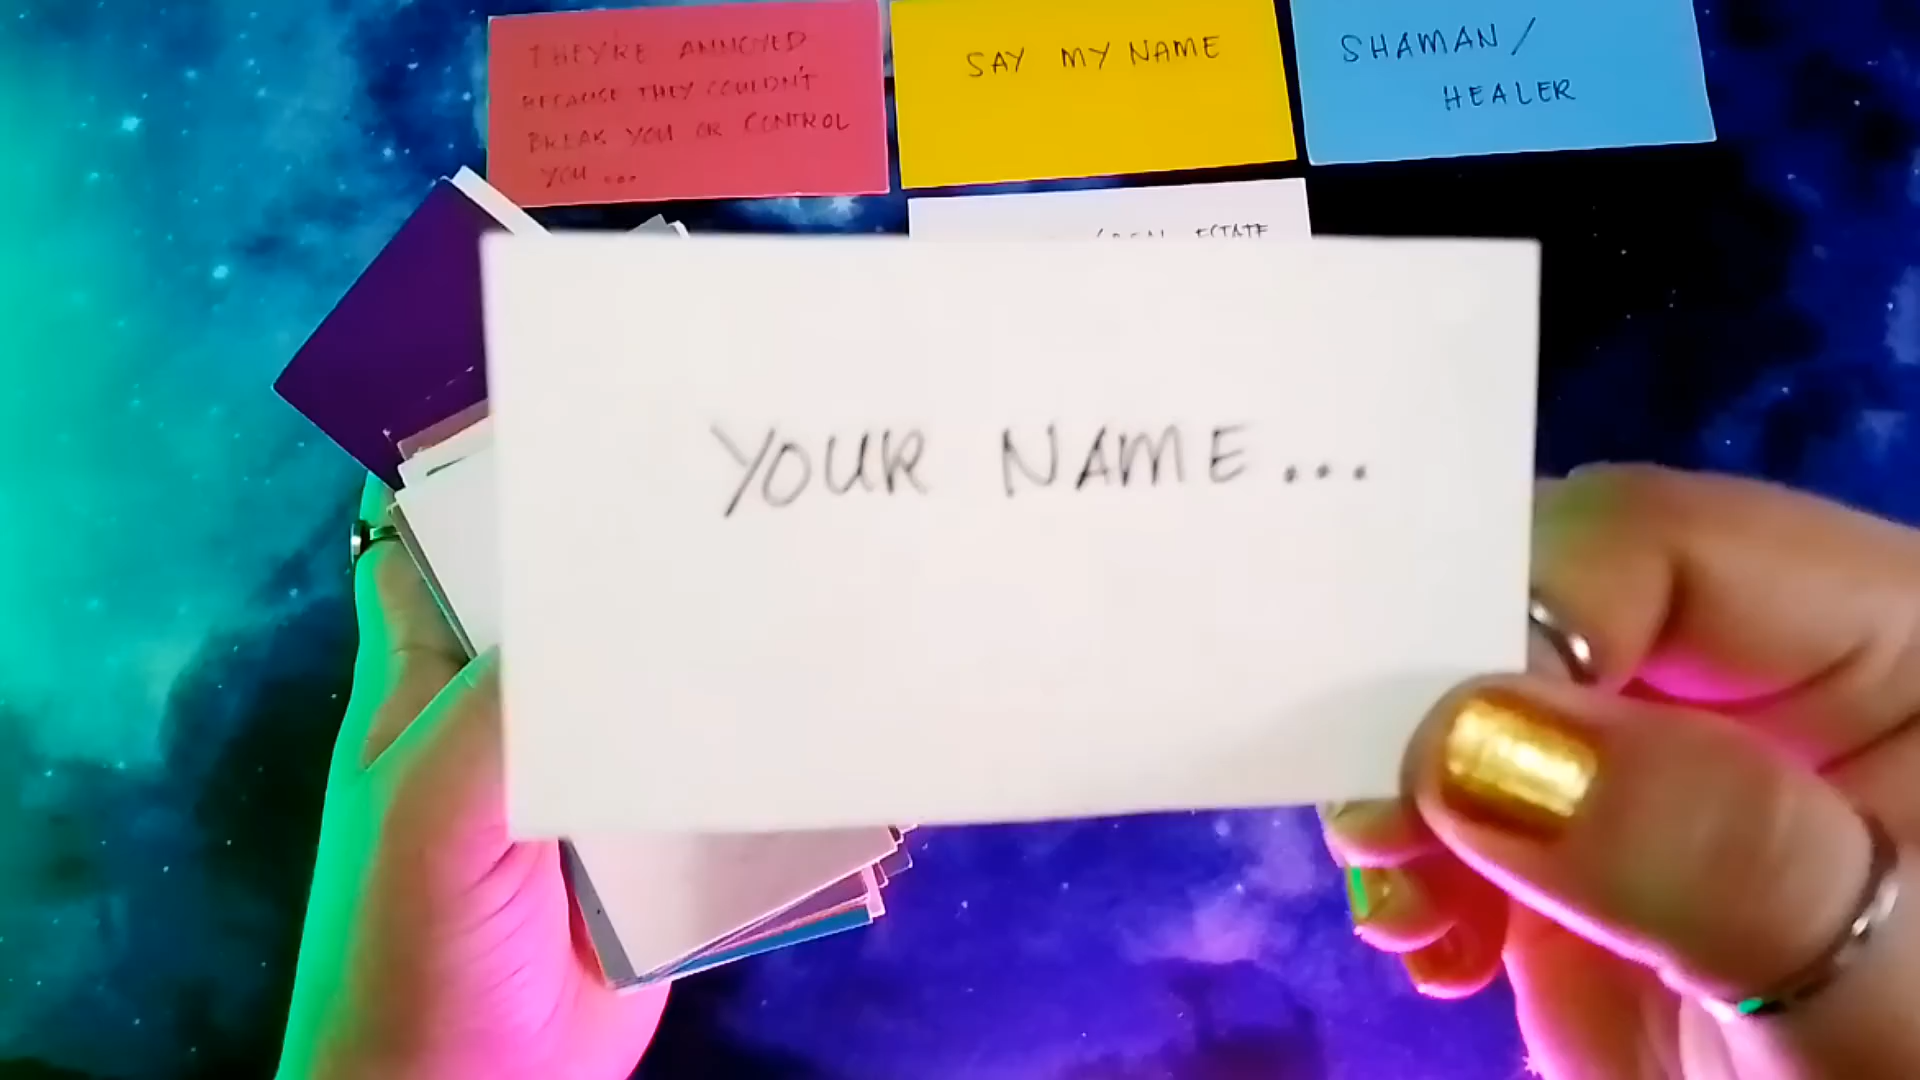 THEY'RE ANNOYED
BECAUSE THEY COULDN'T
BREAK YOU OR CONTROL
YOU...
SAY MY NAME
SHAMAN/
HEALER
ESTATE
YOUR NAME...